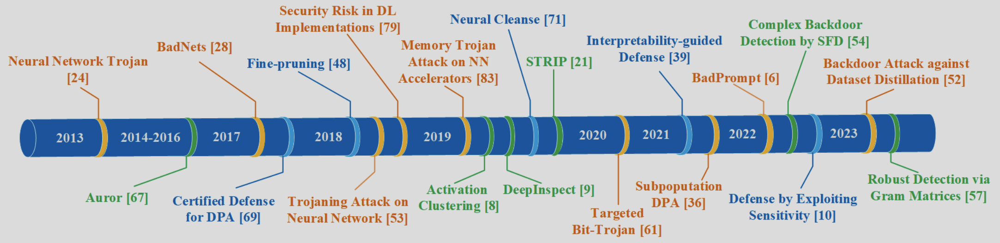 Neural Network Trojan
[24]
BadNets [28]
Fine-pruning [48]
Security Risk in DL
Implementations [79]
Memory Trojan
Attack on NN
Accelerators [83]
Neural Cleanse [71]
STRIP [21]
Interpretability-guided
Defense [39]
BadPrompt [6]
Complex Backdoor
Detection by SFD [54]
Backdoor Attack against
Dataset Distillation [52]
2013
2014-2016
2017
2018
2019
2020
2021
2022
2023
Auror [67]
Certified Defense
for DPA [69]
Trojaning Attack on
Neural Network [53]
Activation
Clustering [8]
DeepInspect [9]
Targeted
Bit-Trojan [61]
Subpoputation
DPA [36]
Defense by Exploiting
Sensitivity [10]
Robust Detection via
Gram Matrices [57]